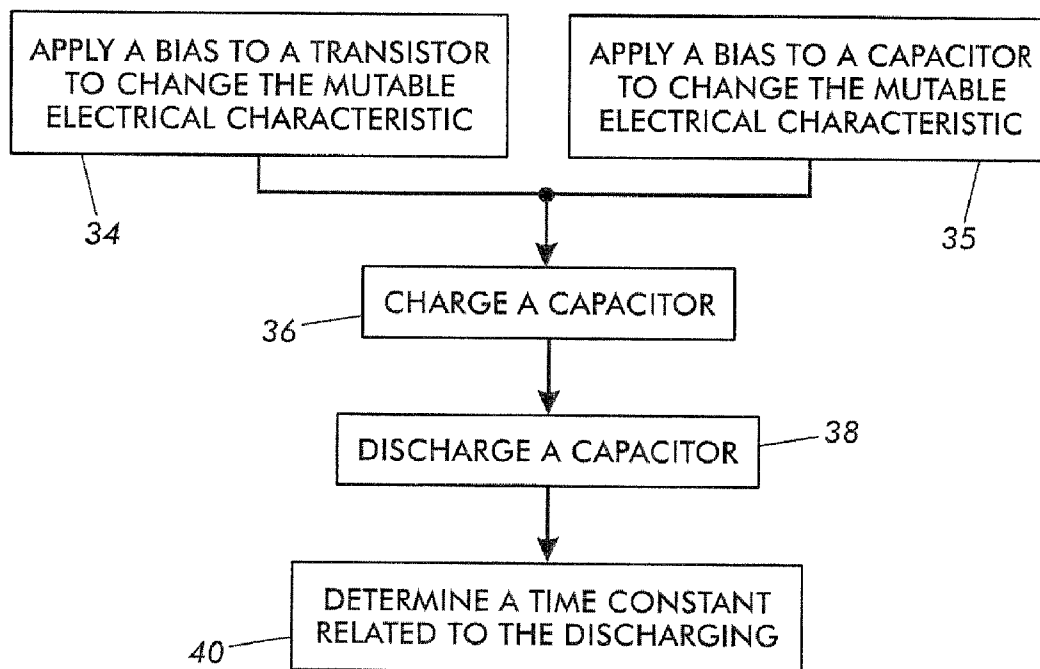 APPLY A BIAS TO A TRANSISTOR
TO CHANGE THE MUTABLE
ELECTRICAL CHARACTERISTIC
34
APPLY A BIAS TO A CAPACITOR
TO CHANGE THE MUTABLE
ELECTRICAL CHARACTERISTIC
35
CHARGE A CAPACITOR
36
DISCHARGE A CAPACITOR
38
DETERMINE A TIME CONSTANT
RELATED TO THE DISCHARGING
40